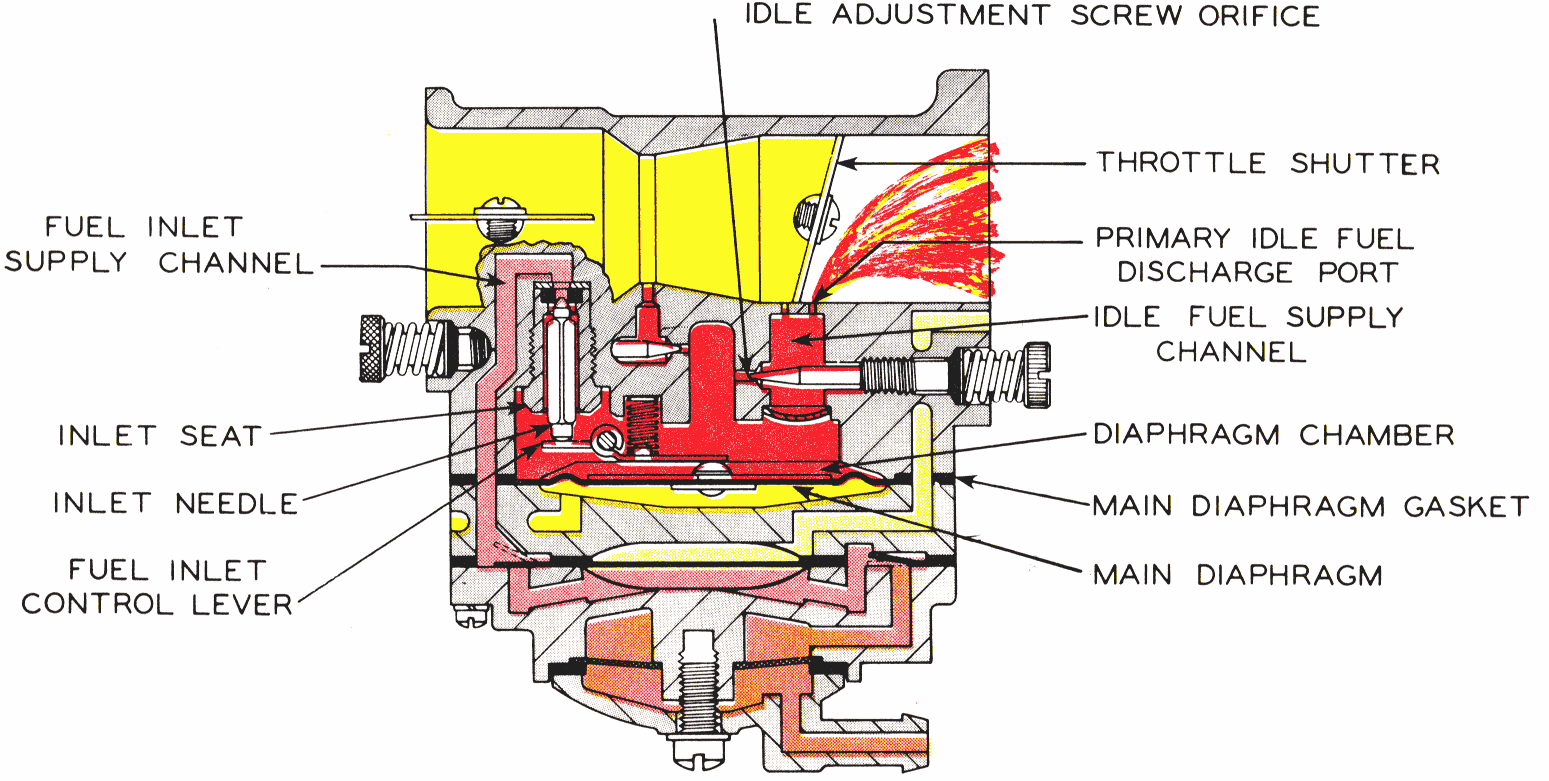 IDLE ADJUSTMENT SCREW ORIFICE
THROTTLE SHUTTER
FUEL INLET
SUPPLY CHANNEL
PRIMARY IDLE FUEL
DISCHARGE PORT
IDLE FUEL SUPPLY
CHANNEL
INLET SEAT
DIAPHRAGM CHAMBER
INLET NEEDLE
MAIN DIAPHRAGM GASKET
FUEL INLET
CONTROL LEVER
MAIN DIAPHRAGM